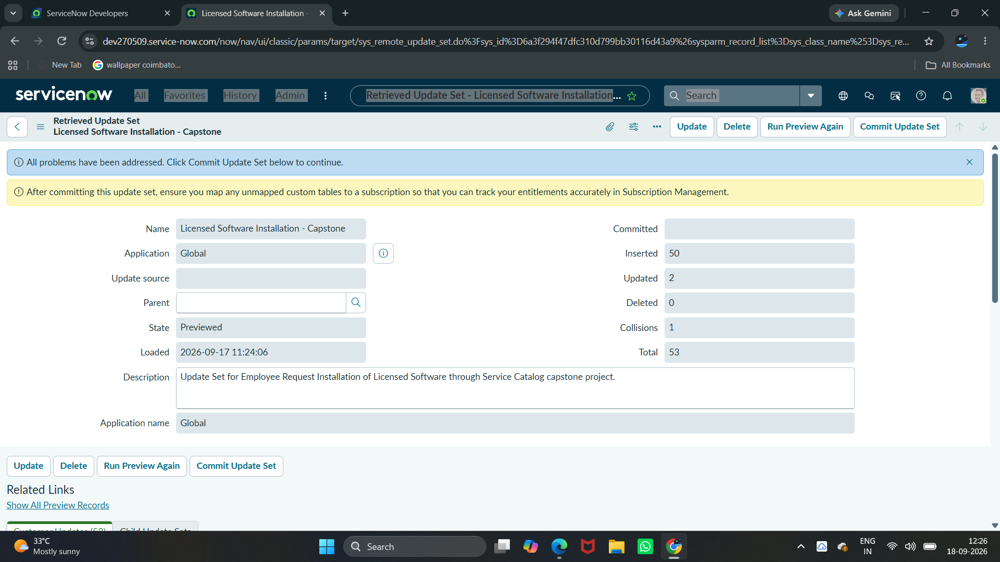 ServiceNow Developers
Licensed Software Installation -
Ask Gemini
dev270509.service-now.com/now/nav/ui/classic/params/target/sys_remote_update_set.do%3Fsys_id%3D6a3f294f47dfc310d799bb30116d43a9%26sysparm_record_list%3Dsys_class_name%253Dsys_re...
New Tab
wallpaper coimbato...
All Bookmarks
servicenow
All
Favorites
History
Admin
Retrieved Update Set - Licensed Software Installation...
Search
Retrieved Update Set
Licensed Software Installation - Capstone
Update
Delete
Run Preview Again
Commit Update Set
All problems have been addressed. Click Commit Update Set below to continue.
After committing this update set, ensure you map any unmapped custom tables to a subscription so that you can track your entitlements accurately in Subscription Management.
Name Licensed Software Installation - Capstone
Application Global
Update source
Parent
State Previewed
Loaded 2026-09-17 11:24:06
Committed
Inserted 50
Updated 2
Deleted 0
Collisions 1
Total 53
Description Update Set for Employee Request Installation of Licensed Software through Service Catalog capstone project.
Application name Global
Update
Delete
Run Preview Again
Commit Update Set
Related Links
Show All Preview Records
Customer Updates (53)
Child Update Sets
33°C
Mostly sunny
Search
ENG
IN
12:26
18-09-2026